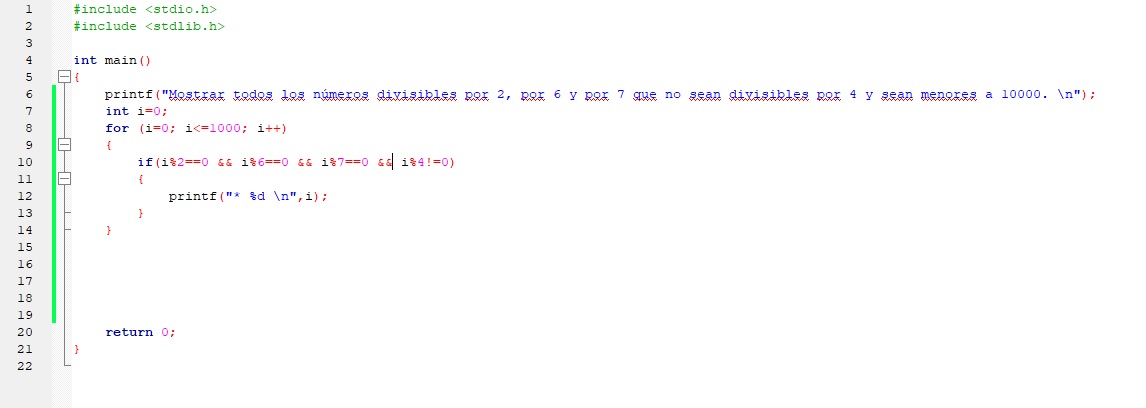 1 #include <stdio.h>
2 #include <stdlib.h>
3
4 int main()
5 {
6 printf("Mostrar todos los números divisibles por 2, por 6 y por 7 que no sean divisibles por 4 y sean menores a 10000. \n");
7 int i=0;
8 for (i=0; i<=1000; i++)
9 {
10 if(i%2==0 && i%6==0 && i%7==0 && i%4!=0)
11 {
12 printf("* %d \n",i);
13 }
14 }
15
16
17
18
19
20 return 0;
21 }
22